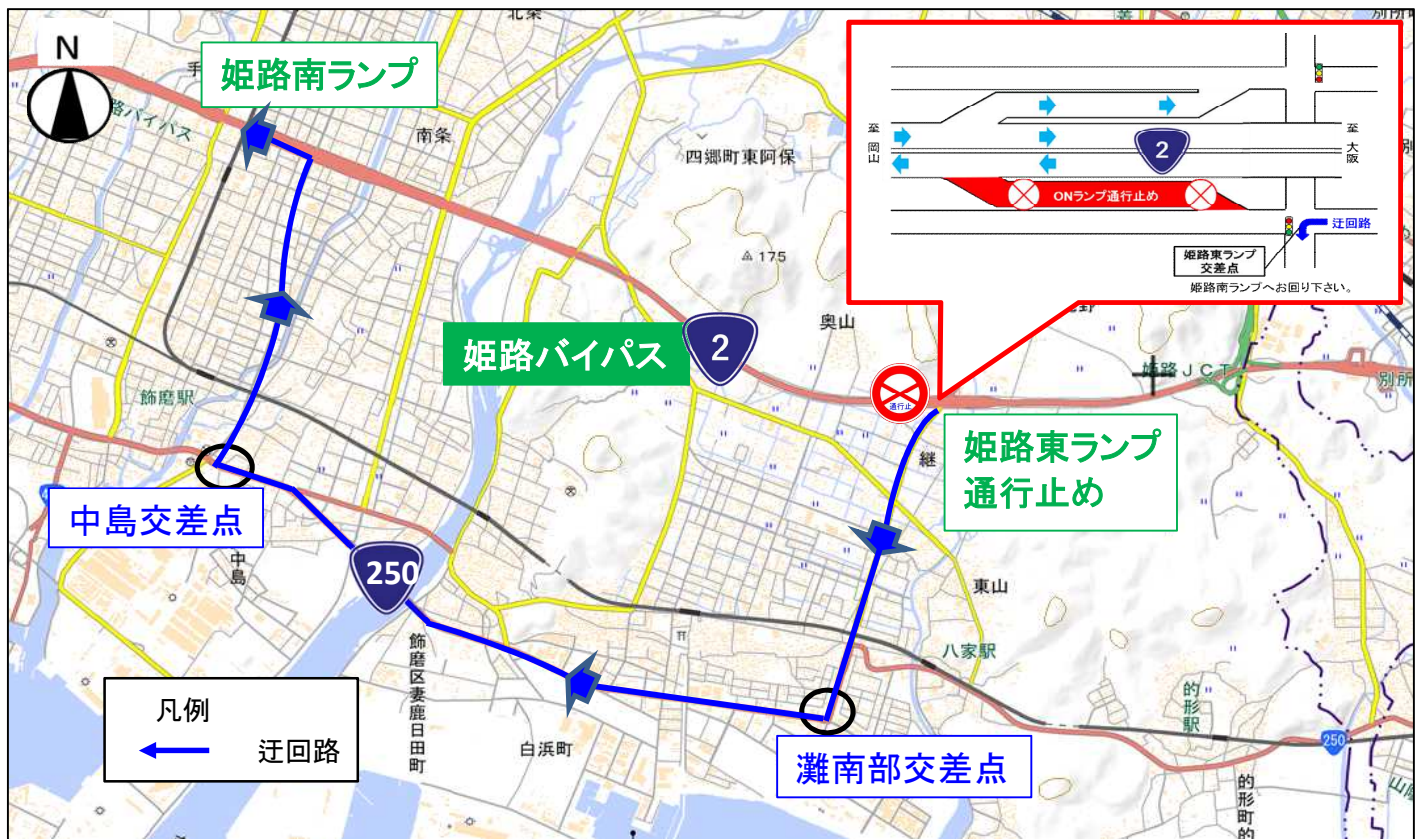 北条
N
姫路南ランプ
手
路バイパス
南条
四郷町東阿保
175
至岡山
至大阪
2
ONランプ通行止め
迂回路
姫路東ランプ
交差点
姫路南ランプへお回り下さい。
別所
奥山
姫路バイパス
2
通行止
姫路JCT
別所
飾磨駅
継
姫路東ランプ
通行止め
中島交差点
中島
250
東山
八家駅
飾磨区妻鹿日田町
的形駅
250
凡例
迂回路
白浜町
灘南部交差点
山陽
的形町的